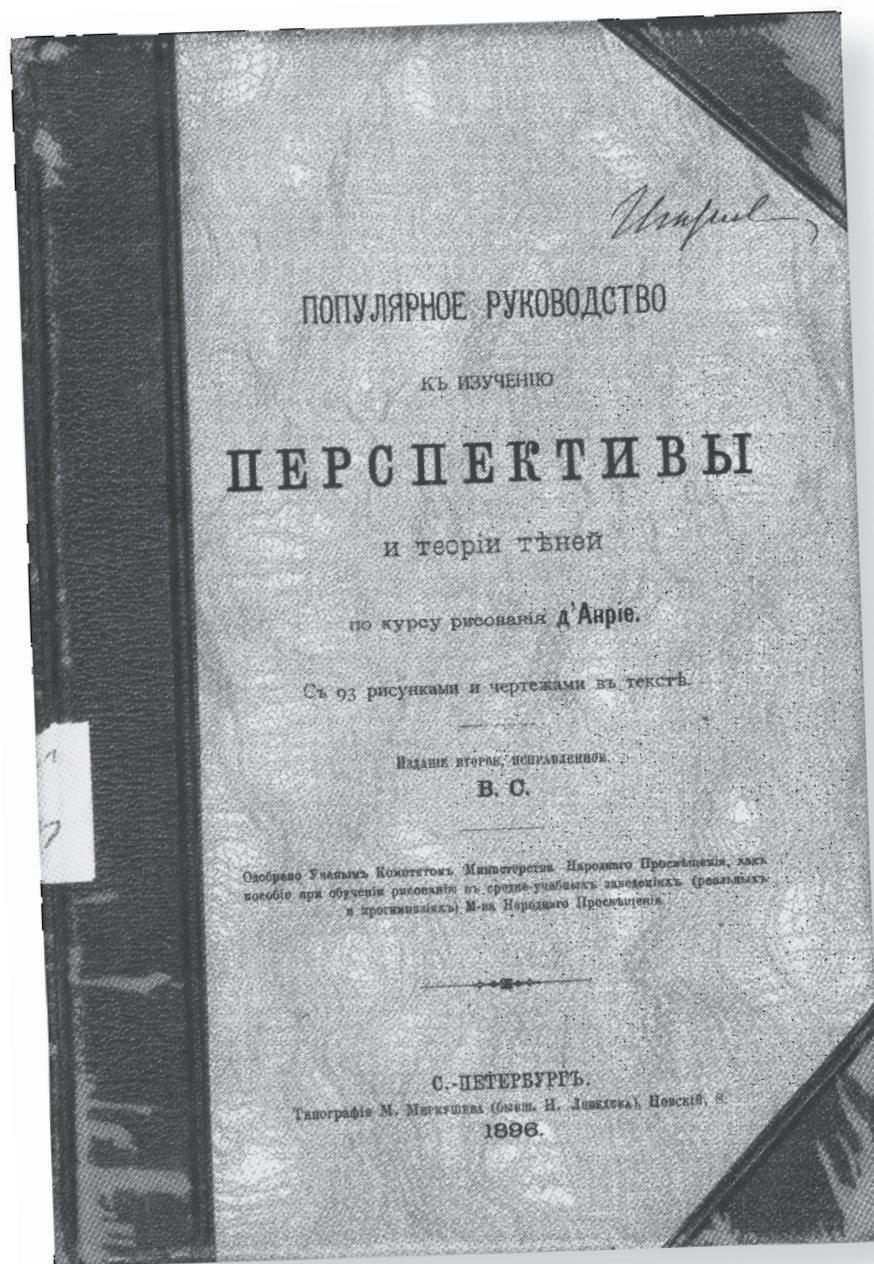 ПОПУЛЯРНОЕ РУКОВОДСТВО
КЪ ИЗУЧЕНІЮ
ПЕРСПЕКТИВЫ
и теоріи тѣней
по курсу рисованія д'Анріе.
Съ 93 рисунками и чертежами въ текстѣ.
Изданіе второе, исправленное.
В. С.
Одобрено Ученымъ Комитетомъ Министерства Народнаго Просвѣщенія, какъ
пособіе при обученіи рисованію въ средне-учебныхъ заведеніяхъ (реальныхъ
и прогимназіяхъ) М-ва Народнаго Просвѣщенія.
С.-ПЕТЕРБУРГЪ.
Типографія М. Меркушева (бывш. Н. Лебедева), Невскій, 8.
1896.